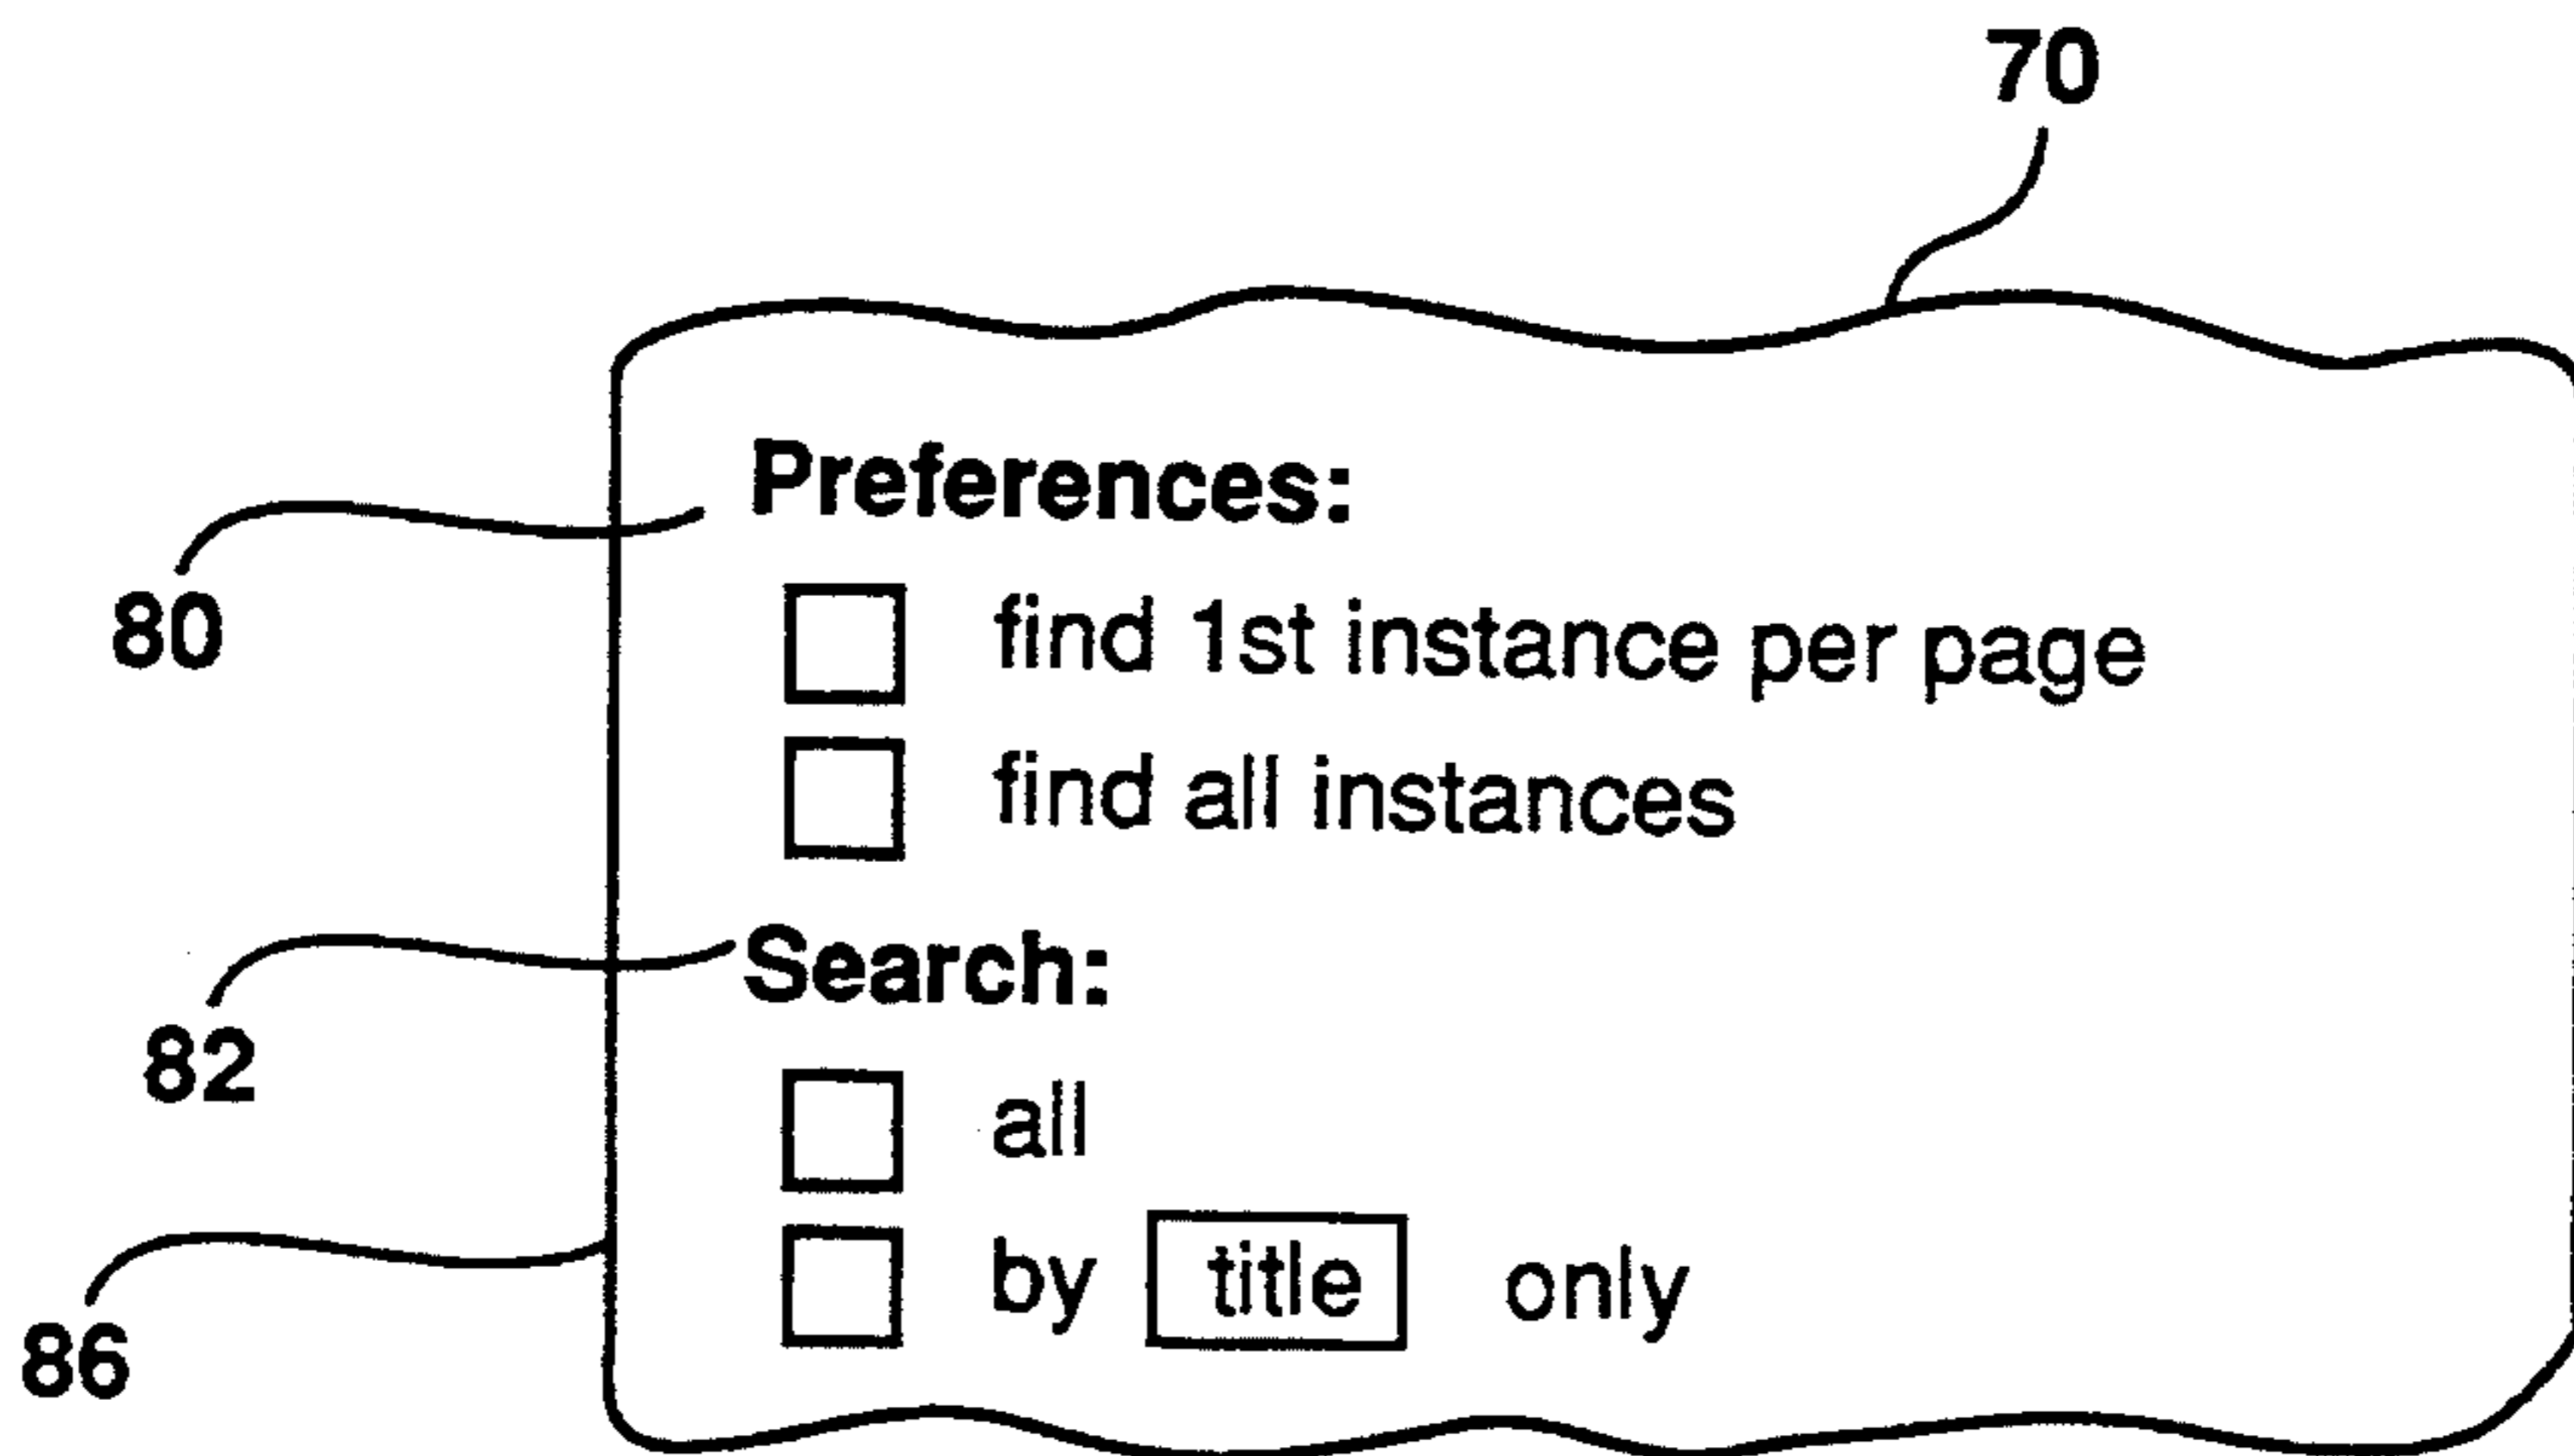 70
Preferences:
80
find 1st instance per page
find all instances
Search:
82
all
by title only
86